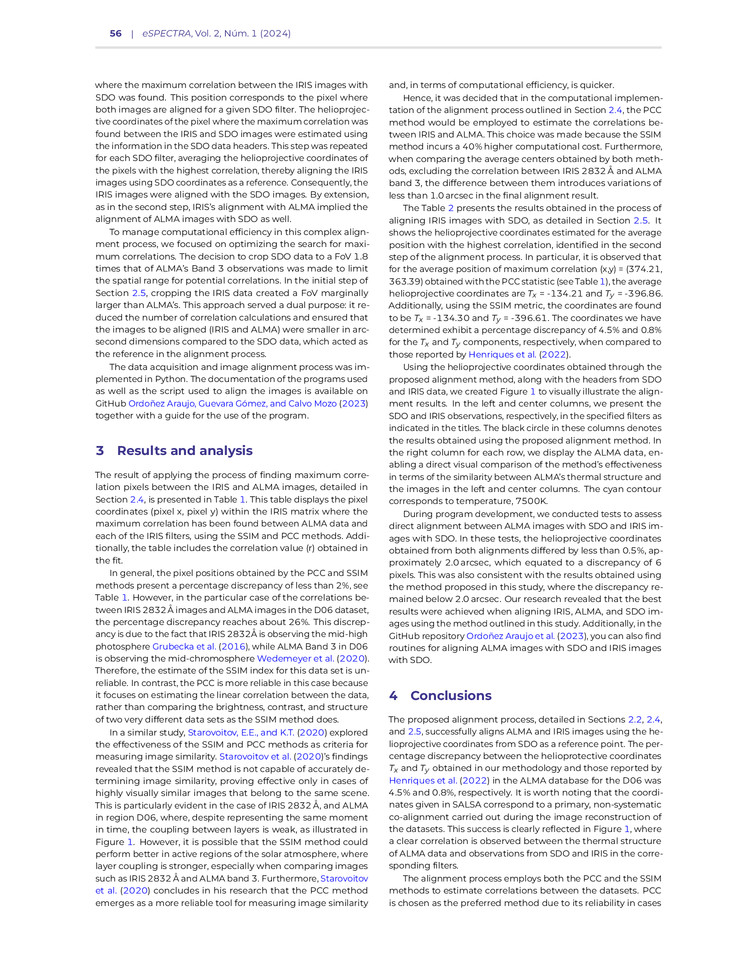 56 | eSPECTRA, Vol. 2, Núm. 1 (2024)
where the maximum correlation between the IRIS images with
SDO was found. This position corresponds to the pixel where
both images are aligned for a given SDO filter. The helioprojec-
tive coordinates of the pixel where the maximum correlation was
found between the IRIS and SDO images were estimated using
the information in the SDO data headers. This step was repeated
for each SDO filter, averaging the helioprojective coordinates of
the pixels with the highest correlation, thereby aligning the IRIS
images using SDO coordinates as a reference. Consequently, the
IRIS images were aligned with the SDO images. By extension,
as in the second step, IRIS's alignment with ALMA implied the
alignment of ALMA images with SDO as well.
To manage computational efficiency in this complex align-
ment process, we focused on optimizing the search for maxi-
mum correlations. The decision to crop SDO data to a FoV 1.8
times that of ALMA's Band 3 observations was made to limit
the spatial range for potential correlations. In the initial step of
Section 2.5, cropping the IRIS data created a FoV marginally
larger than ALMA's. This approach served a dual purpose: it re-
duced the number of correlation calculations and ensured that
the images to be aligned (IRIS and ALMA) were smaller in arc-
second dimensions compared to the SDO data, which acted as
the reference in the alignment process.
The data acquisition and image alignment process was im-
plemented in Python. The documentation of the programs used
as well as the script used to align the images is available on
GitHub Ordoñez Araujo, Guevara Gómez, and Calvo Mozo (2023)
together with a guide for the use of the program.
3 Results and analysis
The result of applying the process of finding maximum corre-
lation pixels between the IRIS and ALMA images, detailed in
Section 2.4, is presented in Table 1. This table displays the pixel
coordinates (pixel x, pixel y) within the IRIS matrix where the
maximum correlation has been found between ALMA data and
each of the IRIS filters, using the SSIM and PCC methods. Addi-
tionally, the table includes the correlation value (r) obtained in
the fit.
In general, the pixel positions obtained by the PCC and SSIM
methods present a percentage discrepancy of less than 2%, see
Table 1. However, in the particular case of the correlations be-
tween IRIS 2832 Å images and ALMA images in the D06 dataset,
the percentage discrepancy reaches about 26%. This discrep-
ancy is due to the fact that IRIS 2832Å is observing the mid-high
photosphere Grubecka et al. (2016), while ALMA Band 3 in D06
is observing the mid-chromosphere Wedemeyer et al. (2020).
Therefore, the estimate of the SSIM index for this data set is un-
reliable. In contrast, the PCC is more reliable in this case because
it focuses on estimating the linear correlation between the data,
rather than comparing the brightness, contrast, and structure
of two very different data sets as the SSIM method does.
In a similar study, Starovoitov, E.E., and K.T. (2020) explored
the effectiveness of the SSIM and PCC methods as criteria for
measuring image similarity. Starovoitov et al. (2020)'s findings
revealed that the SSIM method is not capable of accurately de-
termining image similarity, proving effective only in cases of
highly visually similar images that belong to the same scene.
This is particularly evident in the case of IRIS 2832 Å, and ALMA
in region D06, where, despite representing the same moment
in time, the coupling between layers is weak, as illustrated in
Figure 1. However, it is possible that the SSIM method could
perform better in active regions of the solar atmosphere, where
layer coupling is stronger, especially when comparing images
such as IRIS 2832 Å and ALMA band 3. Furthermore, Starovoitov
et al. (2020) concludes in his research that the PCC method
emerges as a more reliable tool for measuring image similarity
and, in terms of computational efficiency, is quicker.
Hence, it was decided that in the computational implemen-
tation of the alignment process outlined in Section 2.4, the PCC
method would be employed to estimate the correlations be-
tween IRIS and ALMA. This choice was made because the SSIM
method incurs a 40% higher computational cost. Furthermore,
when comparing the average centers obtained by both meth-
ods, excluding the correlation between IRIS 2832 Å and ALMA
band 3, the difference between them introduces variations of
less than 1.0 arcsec in the final alignment result.
The Table 2 presents the results obtained in the process of
aligning IRIS images with SDO, as detailed in Section 2.5. It
shows the helioprojective coordinates estimated for the average
position with the highest correlation, identified in the second
step of the alignment process. In particular, it is observed that
for the average position of maximum correlation (x,y) = (374.21,
363.39) obtained with the PCC statistic (see Table 1), the average
helioprojective coordinates are Tx = -134.21 and Ty = -396.86.
Additionally, using the SSIM metric, the coordinates are found
to be Tx = -134.30 and Ty = -396.61. The coordinates we have
determined exhibit a percentage discrepancy of 4.5% and 0.8%
for the Tx and Ty components, respectively, when compared to
those reported by Henriques et al. (2022).
Using the helioprojective coordinates obtained through the
proposed alignment method, along with the headers from SDO
and IRIS data, we created Figure 1 to visually illustrate the align-
ment results. In the left and center columns, we present the
SDO and IRIS observations, respectively, in the specified filters as
indicated in the titles. The black circle in these columns denotes
the results obtained using the proposed alignment method. In
the right column for each row, we display the ALMA data, en-
abling a direct visual comparison of the method's effectiveness
in terms of the similarity between ALMA's thermal structure and
the images in the left and center columns. The cyan contour
corresponds to temperature, 7500K.
During program development, we conducted tests to assess
direct alignment between ALMA images with SDO and IRIS im-
ages with SDO. In these tests, the helioprojective coordinates
obtained from both alignments differed by less than 0.5%, ap-
proximately 2.0 arcsec, which equated to a discrepancy of 6
pixels. This was also consistent with the results obtained using
the method proposed in this study, where the discrepancy re-
mained below 2.0 arcsec. Our research revealed that the best
results were achieved when aligning IRIS, ALMA, and SDO im-
ages using the method outlined in this study. Additionally, in the
GitHub repository Ordoñez Araujo et al. (2023), you can also find
routines for aligning ALMA images with SDO and IRIS images
with SDO.
4 Conclusions
The proposed alignment process, detailed in Sections 2.2, 2.4,
and 2.5, successfully aligns ALMA and IRIS images using the he-
lioprojective coordinates from SDO as a reference point. The per-
centage discrepancy between the helioprotective coordinates
Tx and Ty obtained in our methodology and those reported by
Henriques et al. (2022) in the ALMA database for the D06 was
4.5% and 0.8%, respectively. It is worth noting that the coordi-
nates given in SALSA correspond to a primary, non-systematic
co-alignment carried out during the image reconstruction of
the datasets. This success is clearly reflected in Figure 1, where
a clear correlation is observed between the thermal structure
of ALMA data and observations from SDO and IRIS in the corre-
sponding filters.
The alignment process employs both the PCC and the SSIM
methods to estimate correlations between the datasets. PCC
is chosen as the preferred method due to its reliability in cases